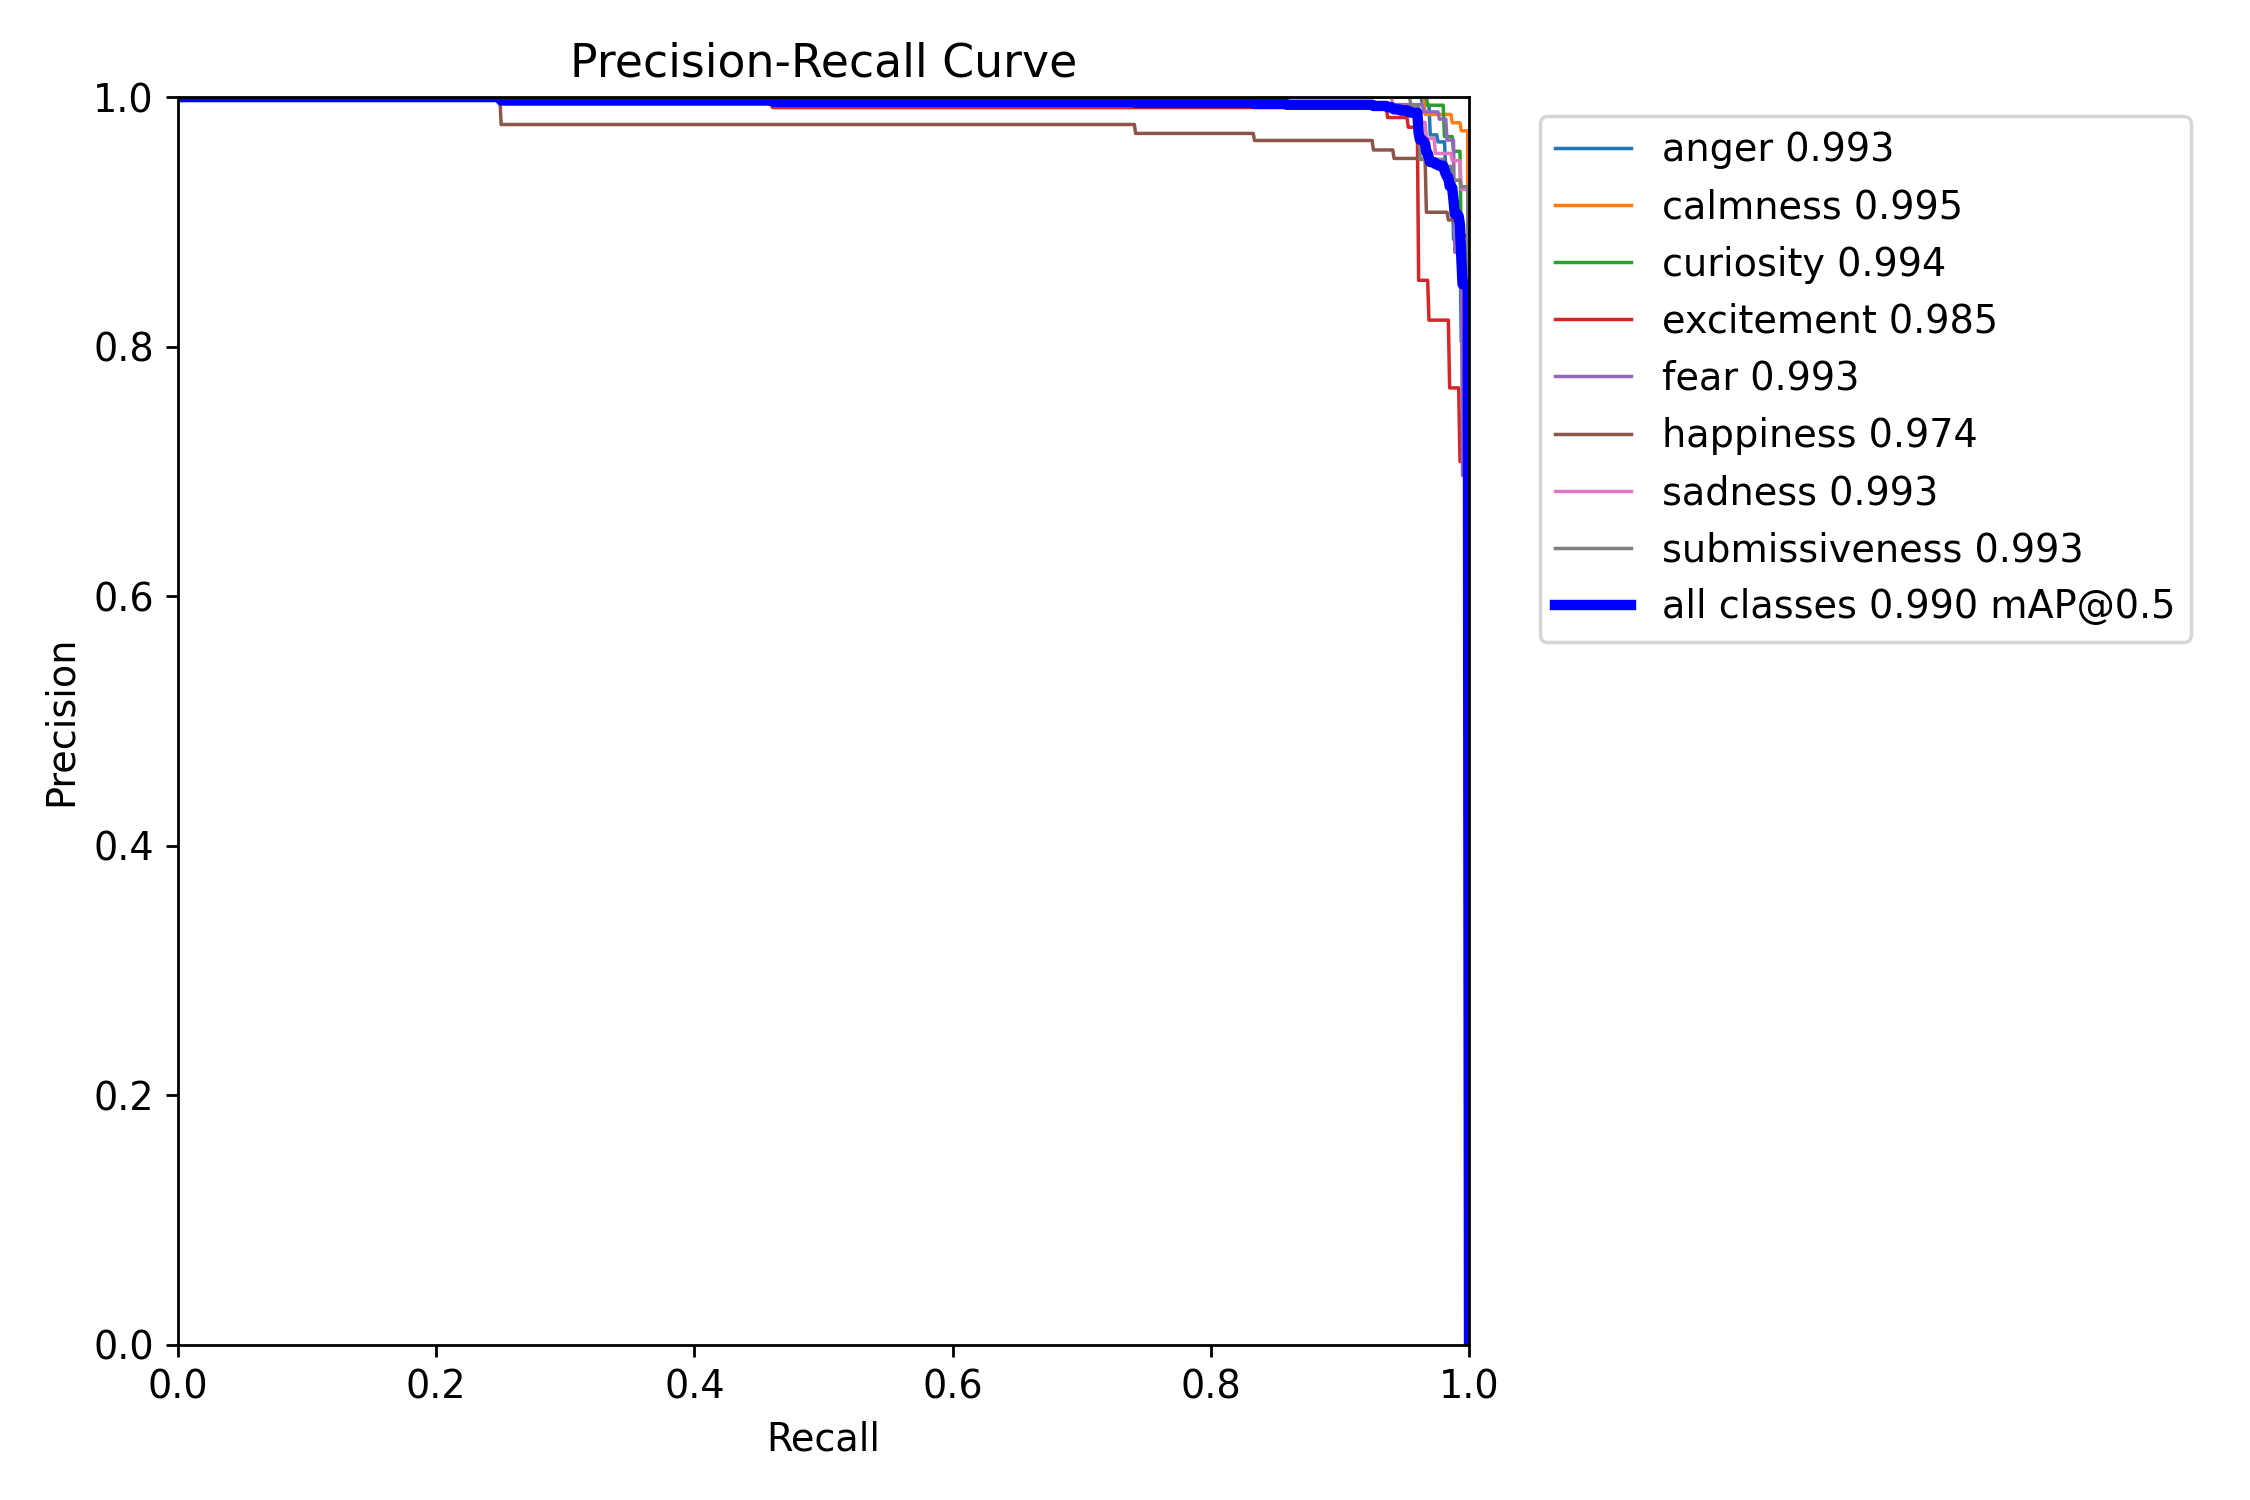 Precision-Recall Curve
1.0
0.8
0.6
0.4
0.2
0.0
Precision
0.0 0.2 0.4 0.6 0.8 1.0
Recall
anger 0.993
calmness 0.995
curiosity 0.994
excitement 0.985
fear 0.993
happiness 0.974
sadness 0.993
submissiveness 0.993
all classes 0.990 mAP@0.5